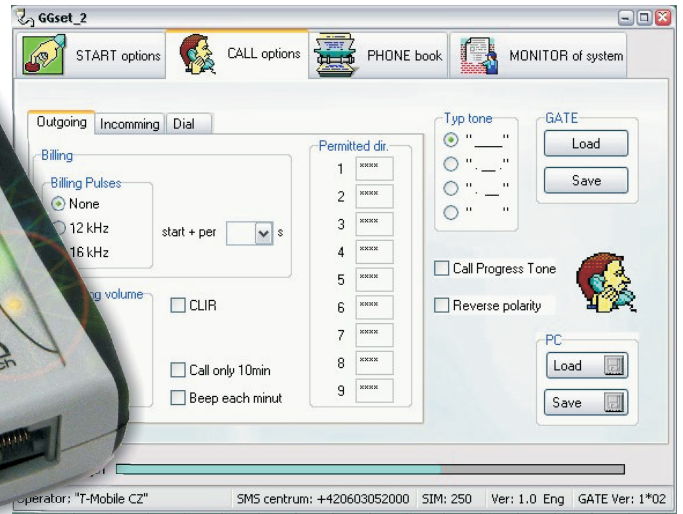 GGset_2
START options CALL options PHONE book MONITOR of system
Outgoing Incomming Dial
Billing
Billing Pulses
None
12 kHz
16 kHz
start + per s
volume
CLIR
Call only 10min
Beep each minut
Permitted dir.
1 ××××
2 ××××
3 ××××
4 ××××
5 ××××
6 ××××
7 ××××
8 ××××
9 ××××
Typ tone
"___"
"._."
"._"
" "
Call Progress Tone
Reverse polarity
GATE
Load
Save
PC
Load
Save
Operator: "T-Mobile CZ" SMS centrum: +420603052000 SIM: 250 Ver: 1.0 Eng GATE Ver: 1*02